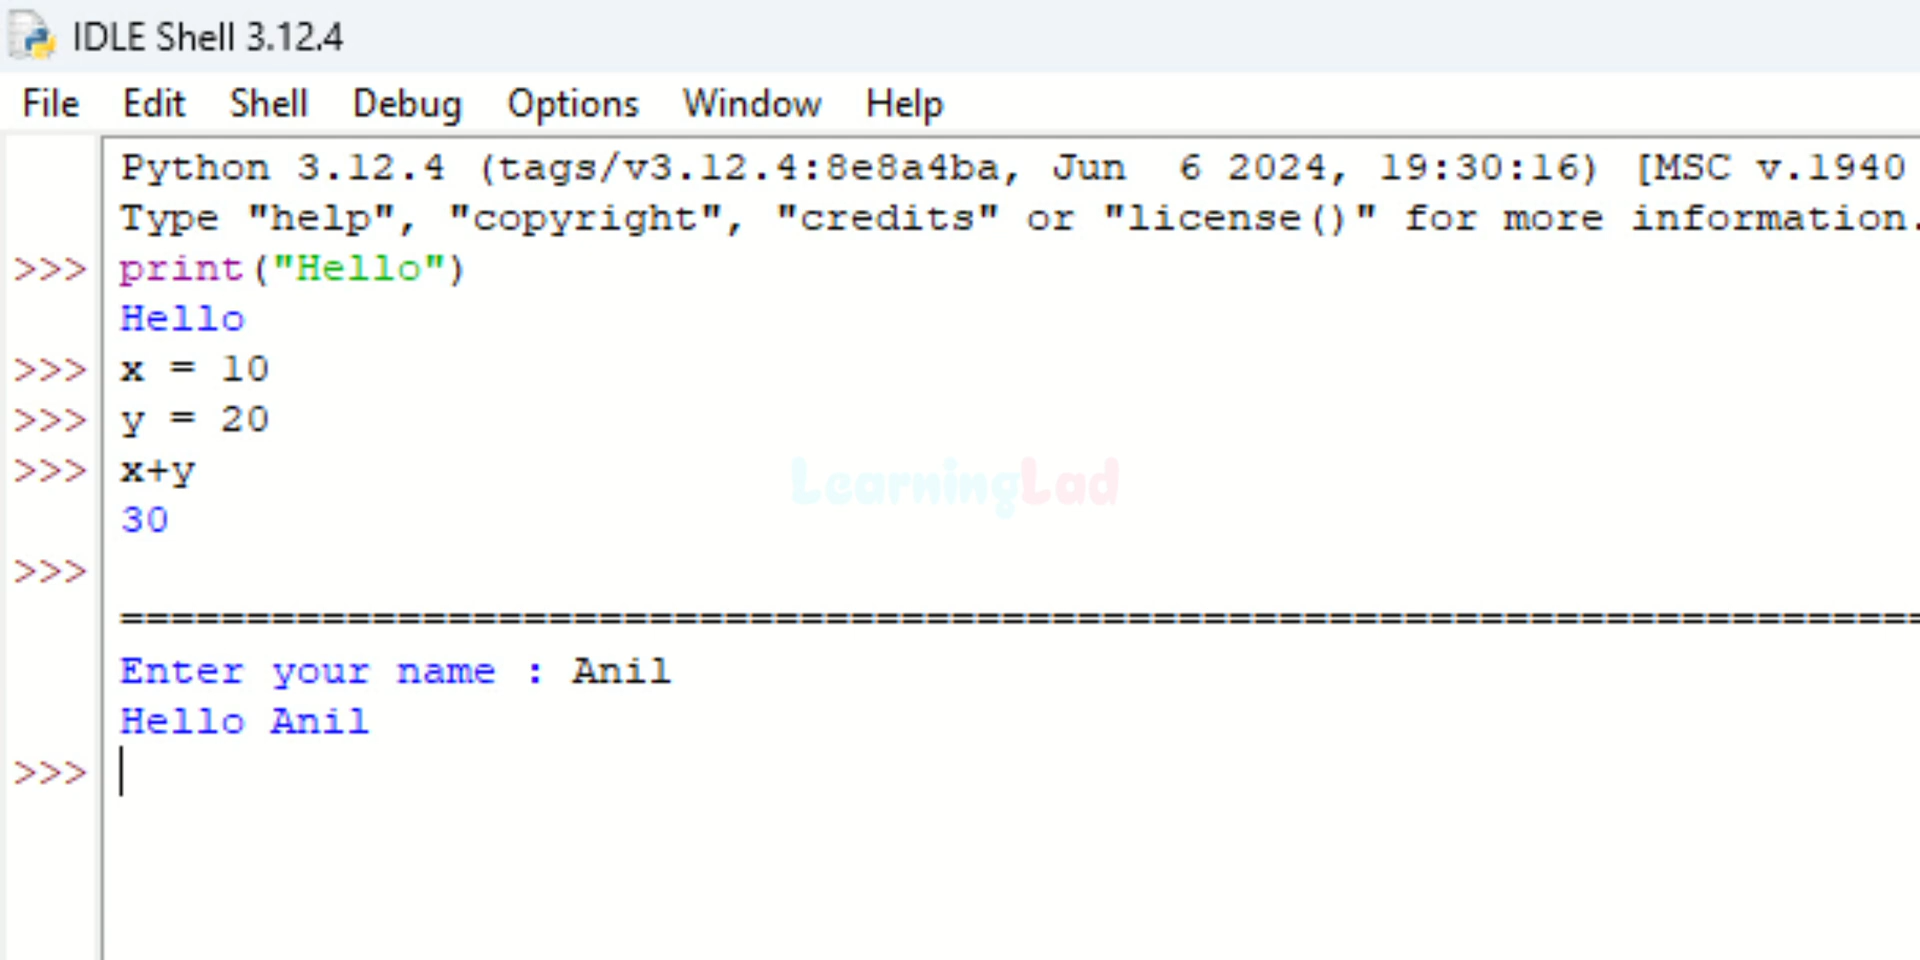 IDLE Shell 3.12.4
File Edit Shell Debug Options Window Help
Python 3.12.4 (tags/v3.12.4:8e8a4ba, Jun  6 2024, 19:30:16) [MSC v.1940
Type "help", "copyright", "credits" or "license()" for more information.
>>> print("Hello")
Hello
>>> x = 10
>>> y = 20
>>> x+y
LearningLad
30
>>>
=======================================================================
Enter your name : Anil
Hello Anil
>>>